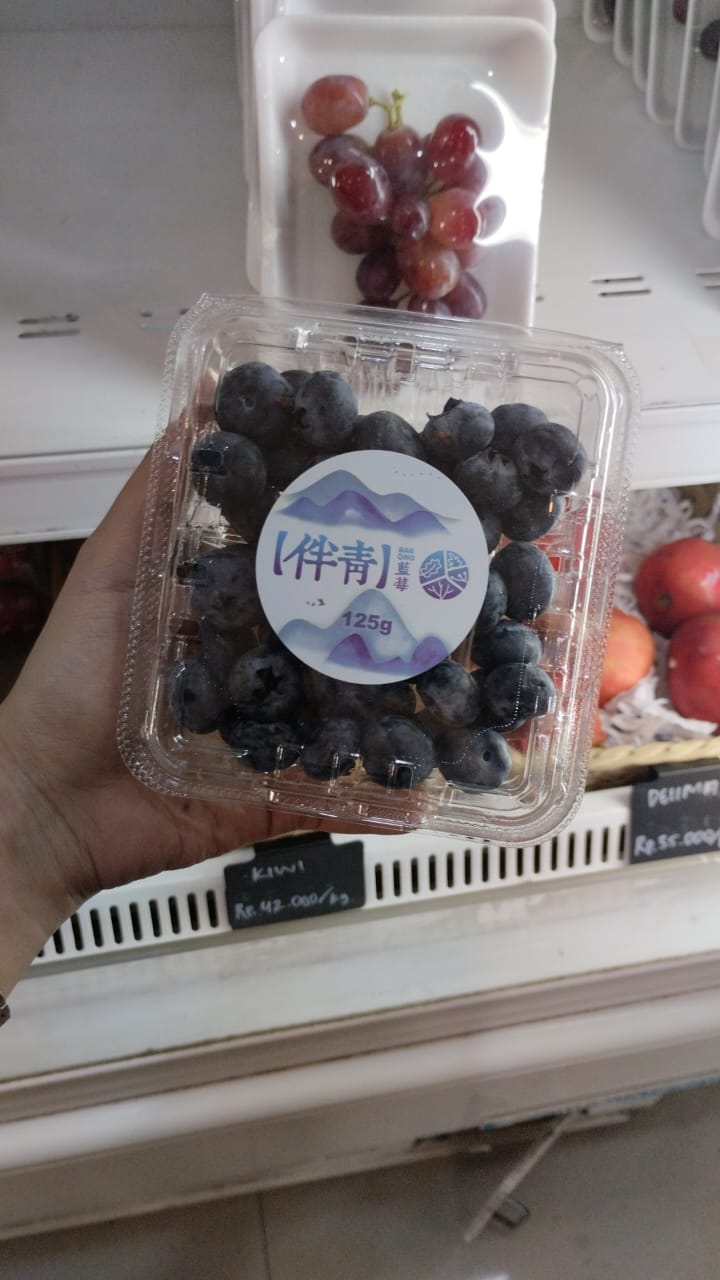 【伴青】
BAN
QING
藍
莓
125g
KIWI
Rp. 42.000/kg
Rp. 35.000/